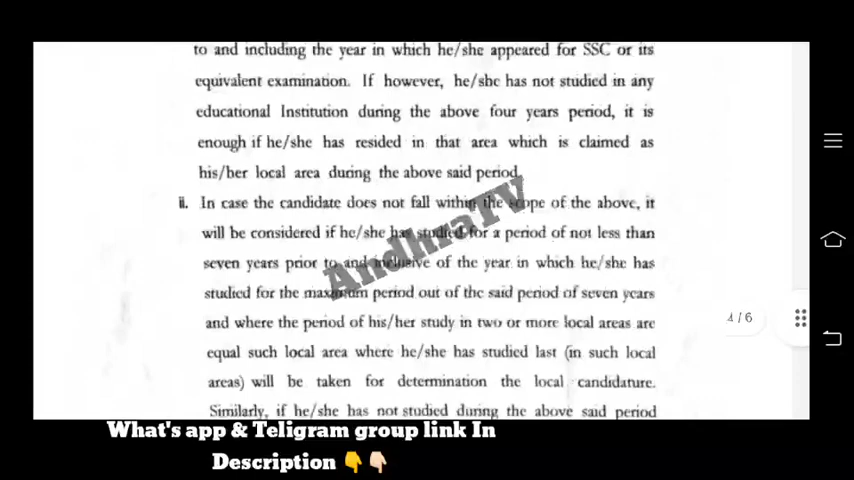 to and including the year in which he/she appeared for SSC or its
equivalent examination. If however, he/she has not studied in any
educational Institution during the above four years period, it is
enough if he/she has resided in that area which is claimed as
his/her local area during the above said period.
ii. In case the candidate does not fall within the scope of the above, it
will be considered if he/she has studied for a period of not less than
seven years prior to and inclusive of the year in which he/she has
studied for the maximum period out of the said period of seven years
and where the period of his/her study in two or more local areas are
equal such local area where he/she has studied last (in such local
areas) will be taken for determination the local candidature.
Similarly, if he/she has not studied during the above said period
AndhraTv
4/6
What's app & Teligram group link In
Description 👇👇🏻